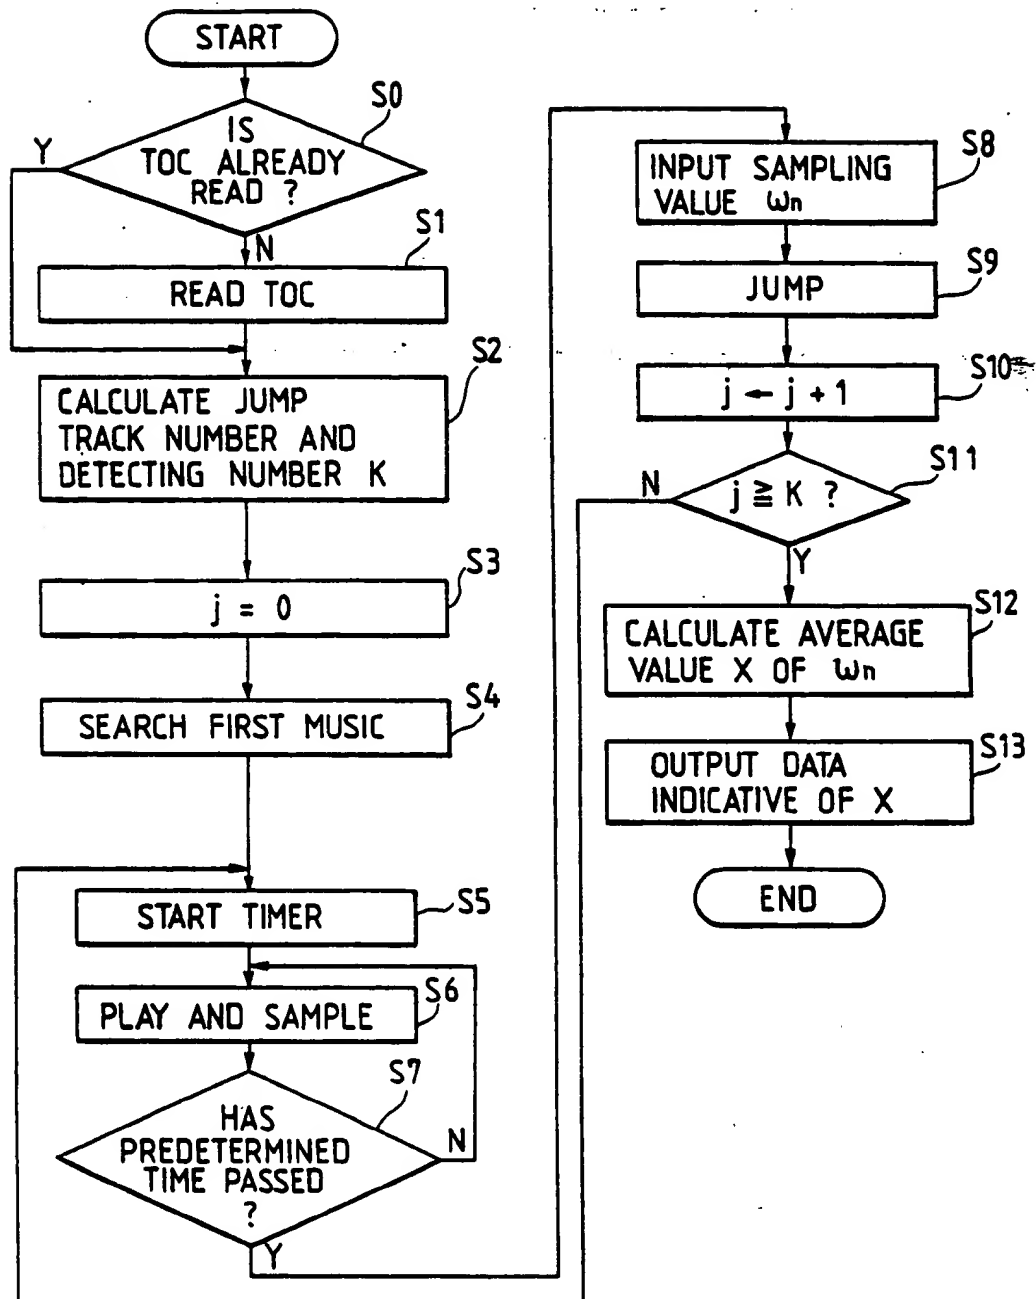 START
S0
IS
TOC ALREADY
READ ?
Y
N
S1
READ TOC
S2
CALCULATE JUMP
TRACK NUMBER AND
DETECTING NUMBER K
S3
j = 0
S4
SEARCH FIRST MUSIC
S5
START TIMER
S6
PLAY AND SAMPLE
S7
HAS
PREDETERMINED
TIME PASSED
?
N
Y
S8
INPUT SAMPLING
VALUE ωn
S9
JUMP
S10
j ← j + 1
S11
j ≧ K ?
N
Y
S12
CALCULATE AVERAGE
VALUE X OF ωn
S13
OUTPUT DATA
INDICATIVE OF X
END